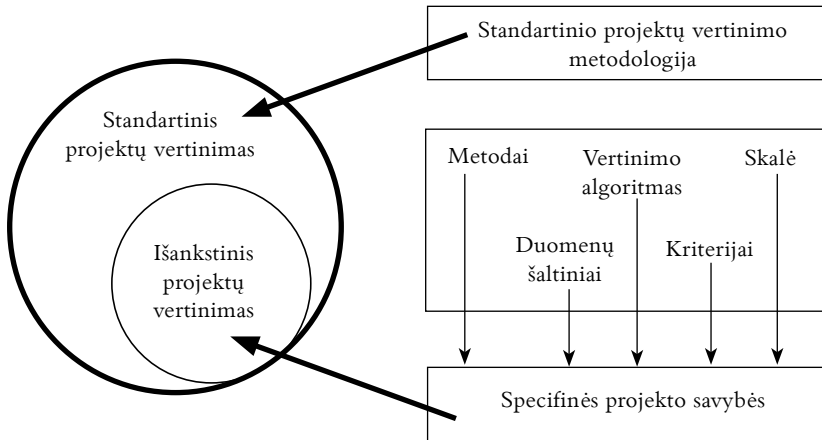 Standartinio projektų vertinimo
metodologija
Standartinis
projektų vertinimas
Išankstinis
projektų
vertinimas
Metodai
Vertinimo
algoritmas
Skalė
Duomenų
šaltiniai
Kriterijai
Specifinės projekto savybės